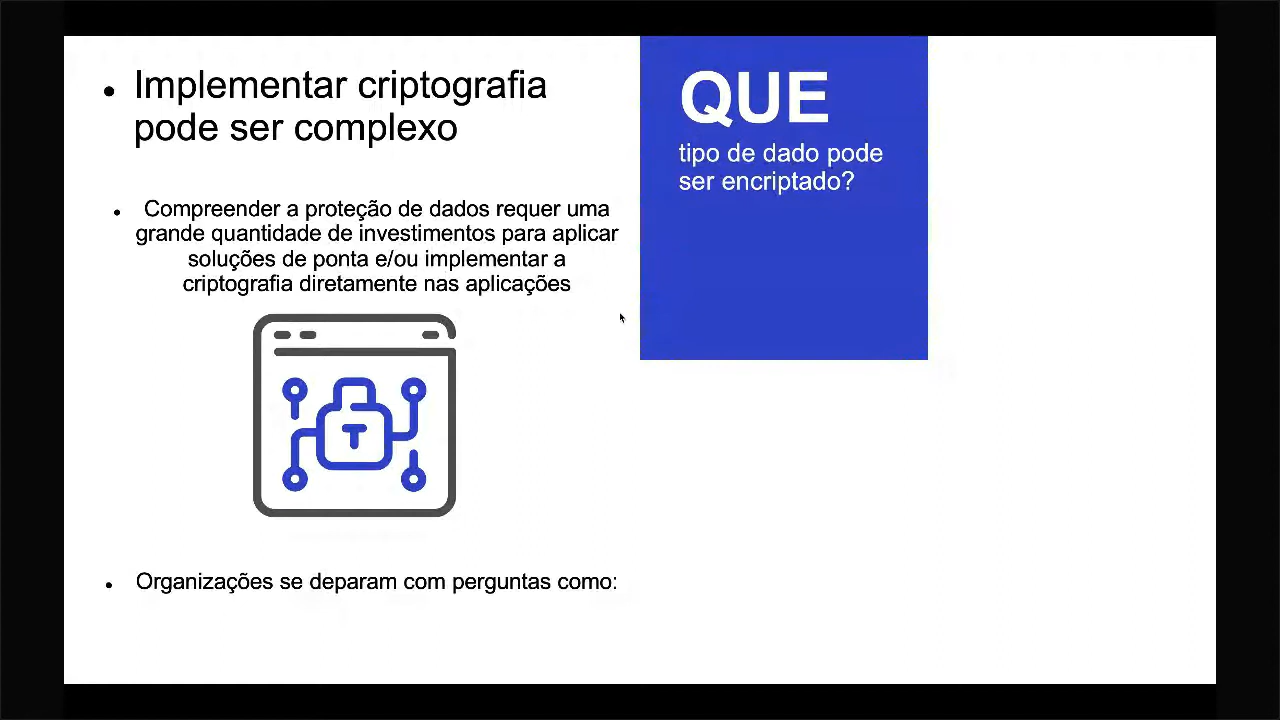 Implementar criptografia
pode ser complexo
Compreender a proteção de dados requer uma
grande quantidade de investimentos para aplicar
soluções de ponta e/ou implementar a
criptografia diretamente nas aplicações
Organizações se deparam com perguntas como:
QUE
tipo de dado pode
ser encriptado?